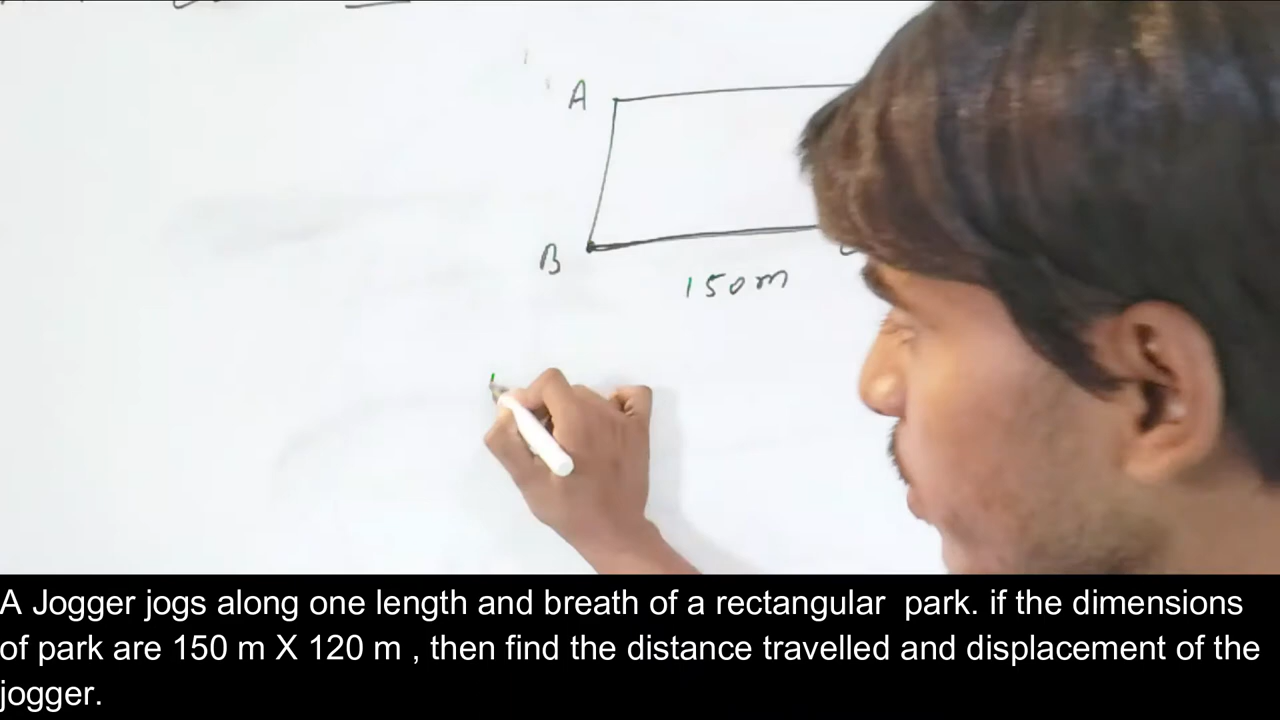 A
B
150m
A Jogger jogs along one length and breath of a rectangular park. if the dimensions
of park are 150 m X 120 m , then find the distance travelled and displacement of the
jogger.